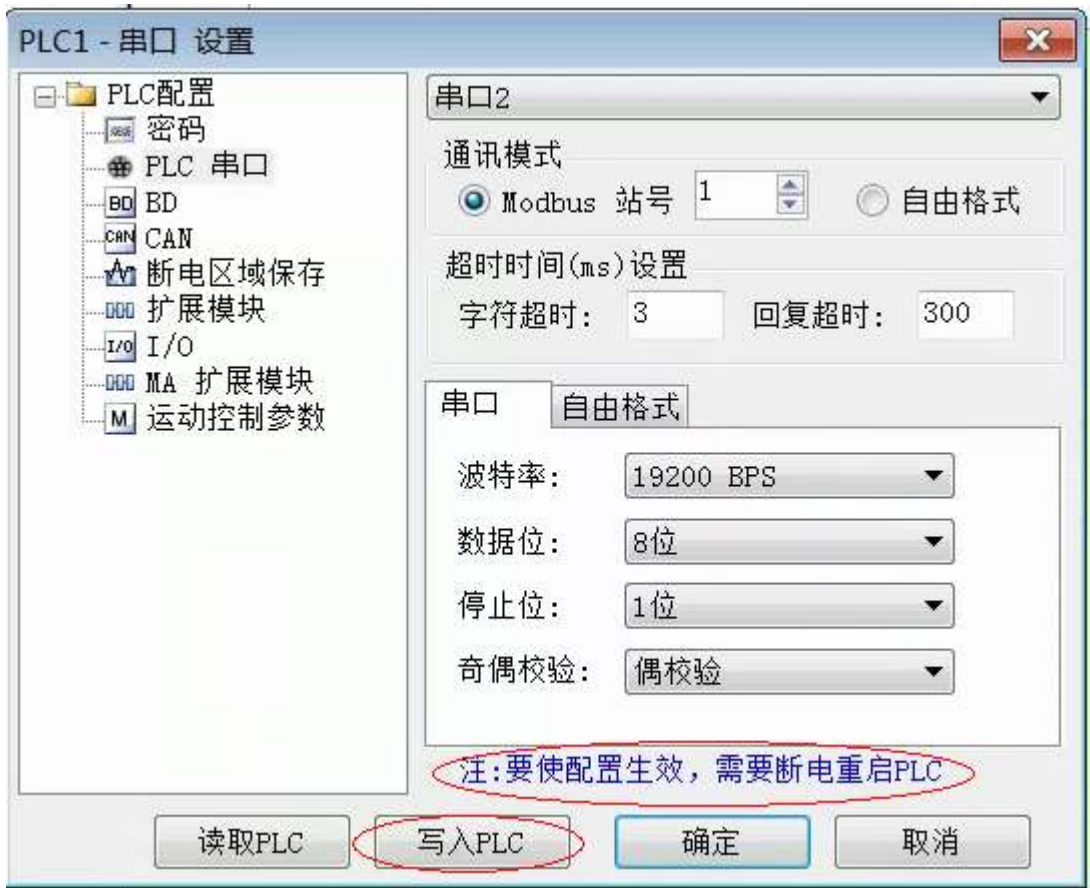 PLC1 - 串口 设置
PLC配置
密码
PLC 串口
BD BD
CAN CAN
断电区域保存
扩展模块
I/O I/O
MA 扩展模块
M 运动控制参数
串口2
通讯模式
Modbus 站号 1 自由格式
超时时间(ms)设置
字符超时: 3 回复超时: 300
串口 自由格式
波特率: 19200 BPS
数据位: 8位
停止位: 1位
奇偶校验: 偶校验
注:要使配置生效，需要断电重启PLC
读取PLC 写入PLC 确定 取消